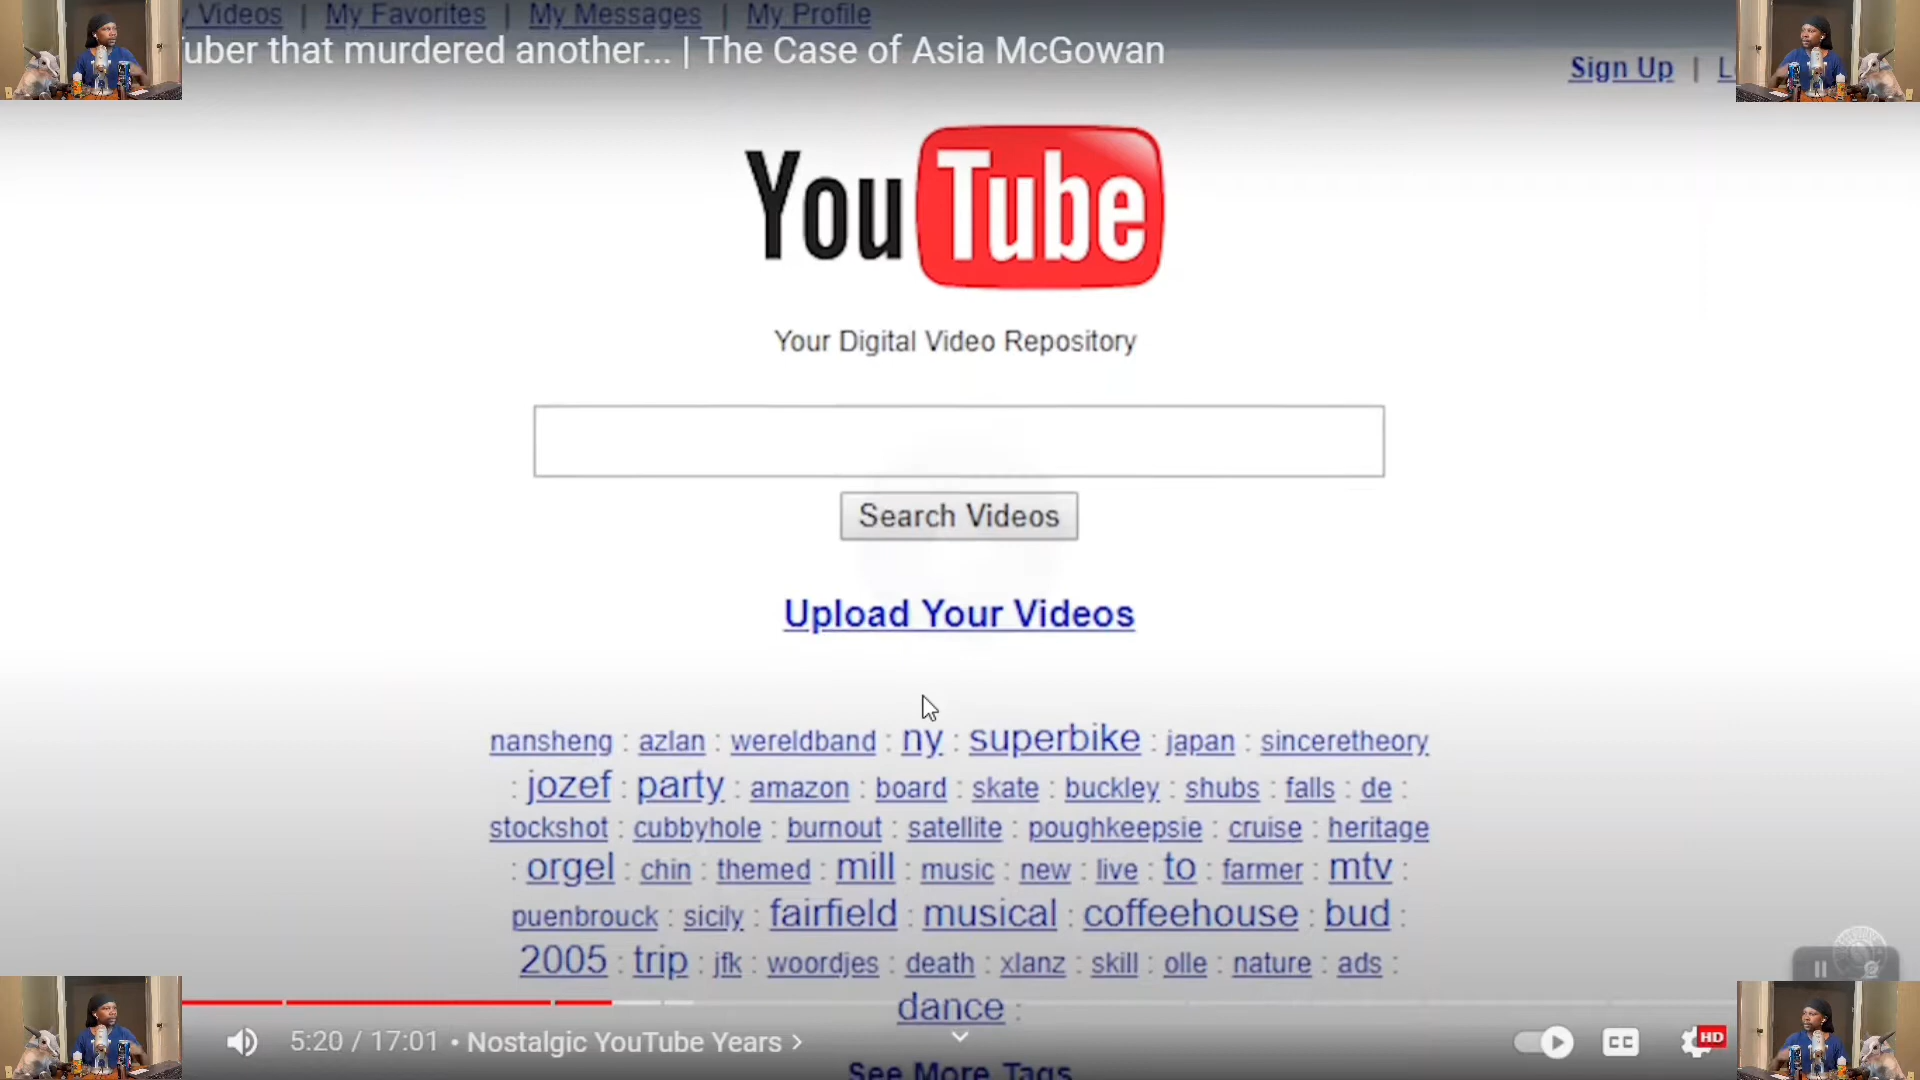 Videos | My Favorites | My Messages | My Profile
Tuber that murdered another... | The Case of Asia McGowan
Sign Up |
YouTube
Your Digital Video Repository
Search Videos
Upload Your Videos
nansheng : azlan : wereldband : ny : superbike : japan : sinceretheory
: jozef : party : amazon : board : skate : buckley : shubs : falls : de :
stockshot : cubbyhole : burnout : satellite : poughkeepsie : cruise : heritage
: orgel : chin : themed : mill : music : new : live : to : farmer : mtv :
puenbrouck : sicily : fairfield : musical : coffeehouse : bud :
2005 : trip : jfk : woordjes : death : xlanz : skill : olle : nature : ads :
dance :
5:20 / 17:01 • Nostalgic YouTube Years >
CC
HD
See More Tags